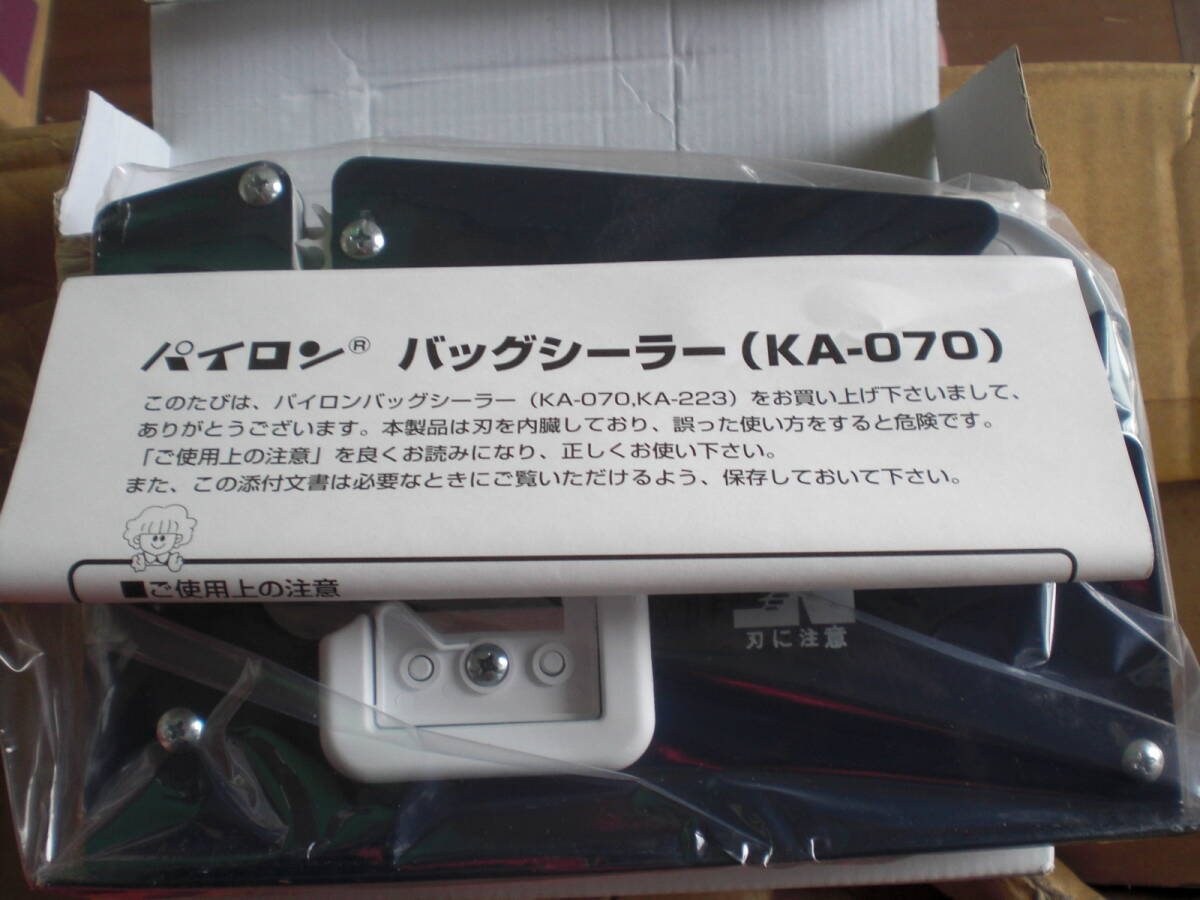 パイロン® バッグシーラー(KA-070)
このたびは、パイロンバッグシーラー(KA-070,KA-223)をお買い上げ下さいまして、
ありがとうございます。本製品は刃を内臓しており、誤った使い方をすると危険です。
「ご使用上の注意」を良くお読みになり、正しくお使い下さい。
また、この添付文書は必要なときにご覧いただけるよう、保存しておいて下さい。
■ご使用上の注意
刃に注意